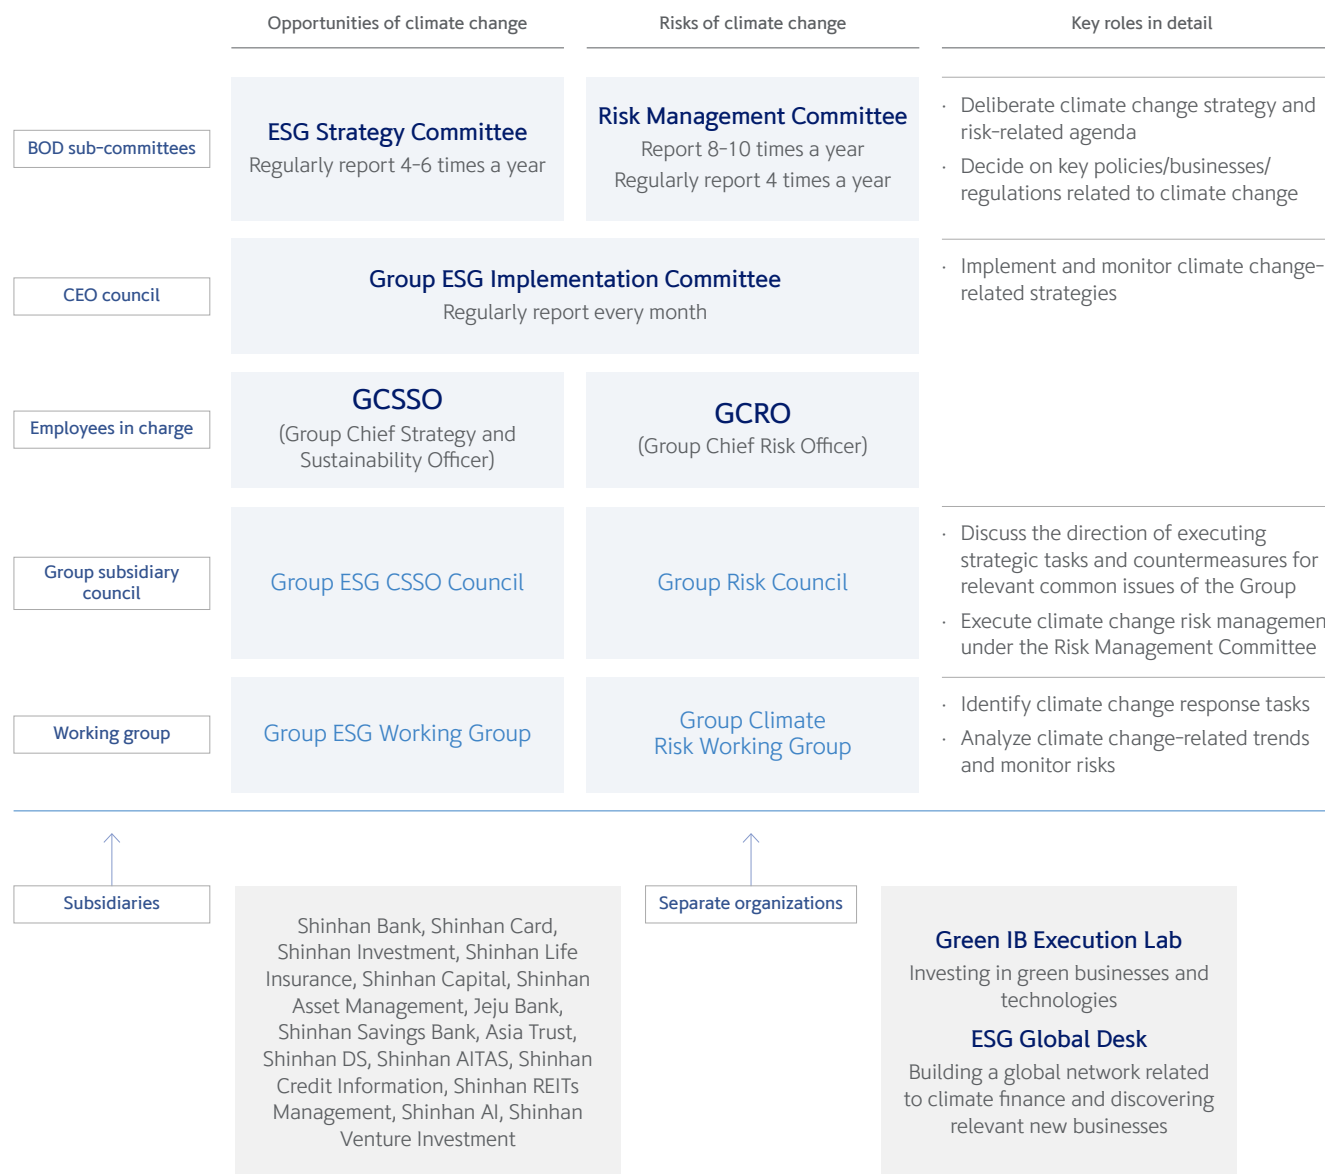 Opportunities of climate change
Risks of climate change
Key roles in detail
BOD sub-committees
ESG Strategy Committee
Regularly report 4-6 times a year
Risk Management Committee
Report 8-10 times a year
Regularly report 4 times a year
· Deliberate climate change strategy and
risk-related agenda
· Decide on key policies/businesses/
regulations related to climate change
CEO council
Group ESG Implementation Committee
Regularly report every month
· Implement and monitor climate change-
related strategies
Employees in charge
GCSSO
(Group Chief Strategy and
Sustainability Officer)
GCRO
(Group Chief Risk Officer)
Group subsidiary
council
Group ESG CSSO Council
Group Risk Council
· Discuss the direction of executing
strategic tasks and countermeasures for
relevant common issues of the Group
· Execute climate change risk managemen
under the Risk Management Committee
Working group
Group ESG Working Group
Group Climate
Risk Working Group
· Identify climate change response tasks
· Analyze climate change-related trends
and monitor risks
Subsidiaries
Shinhan Bank, Shinhan Card,
Shinhan Investment, Shinhan Life
Insurance, Shinhan Capital, Shinhan
Asset Management, Jeju Bank,
Shinhan Savings Bank, Asia Trust,
Shinhan DS, Shinhan AITAS, Shinhan
Credit Information, Shinhan REITs
Management, Shinhan AI, Shinhan
Venture Investment
Separate organizations
Green IB Execution Lab
Investing in green businesses and
technologies
ESG Global Desk
Building a global network related
to climate finance and discovering
relevant new businesses